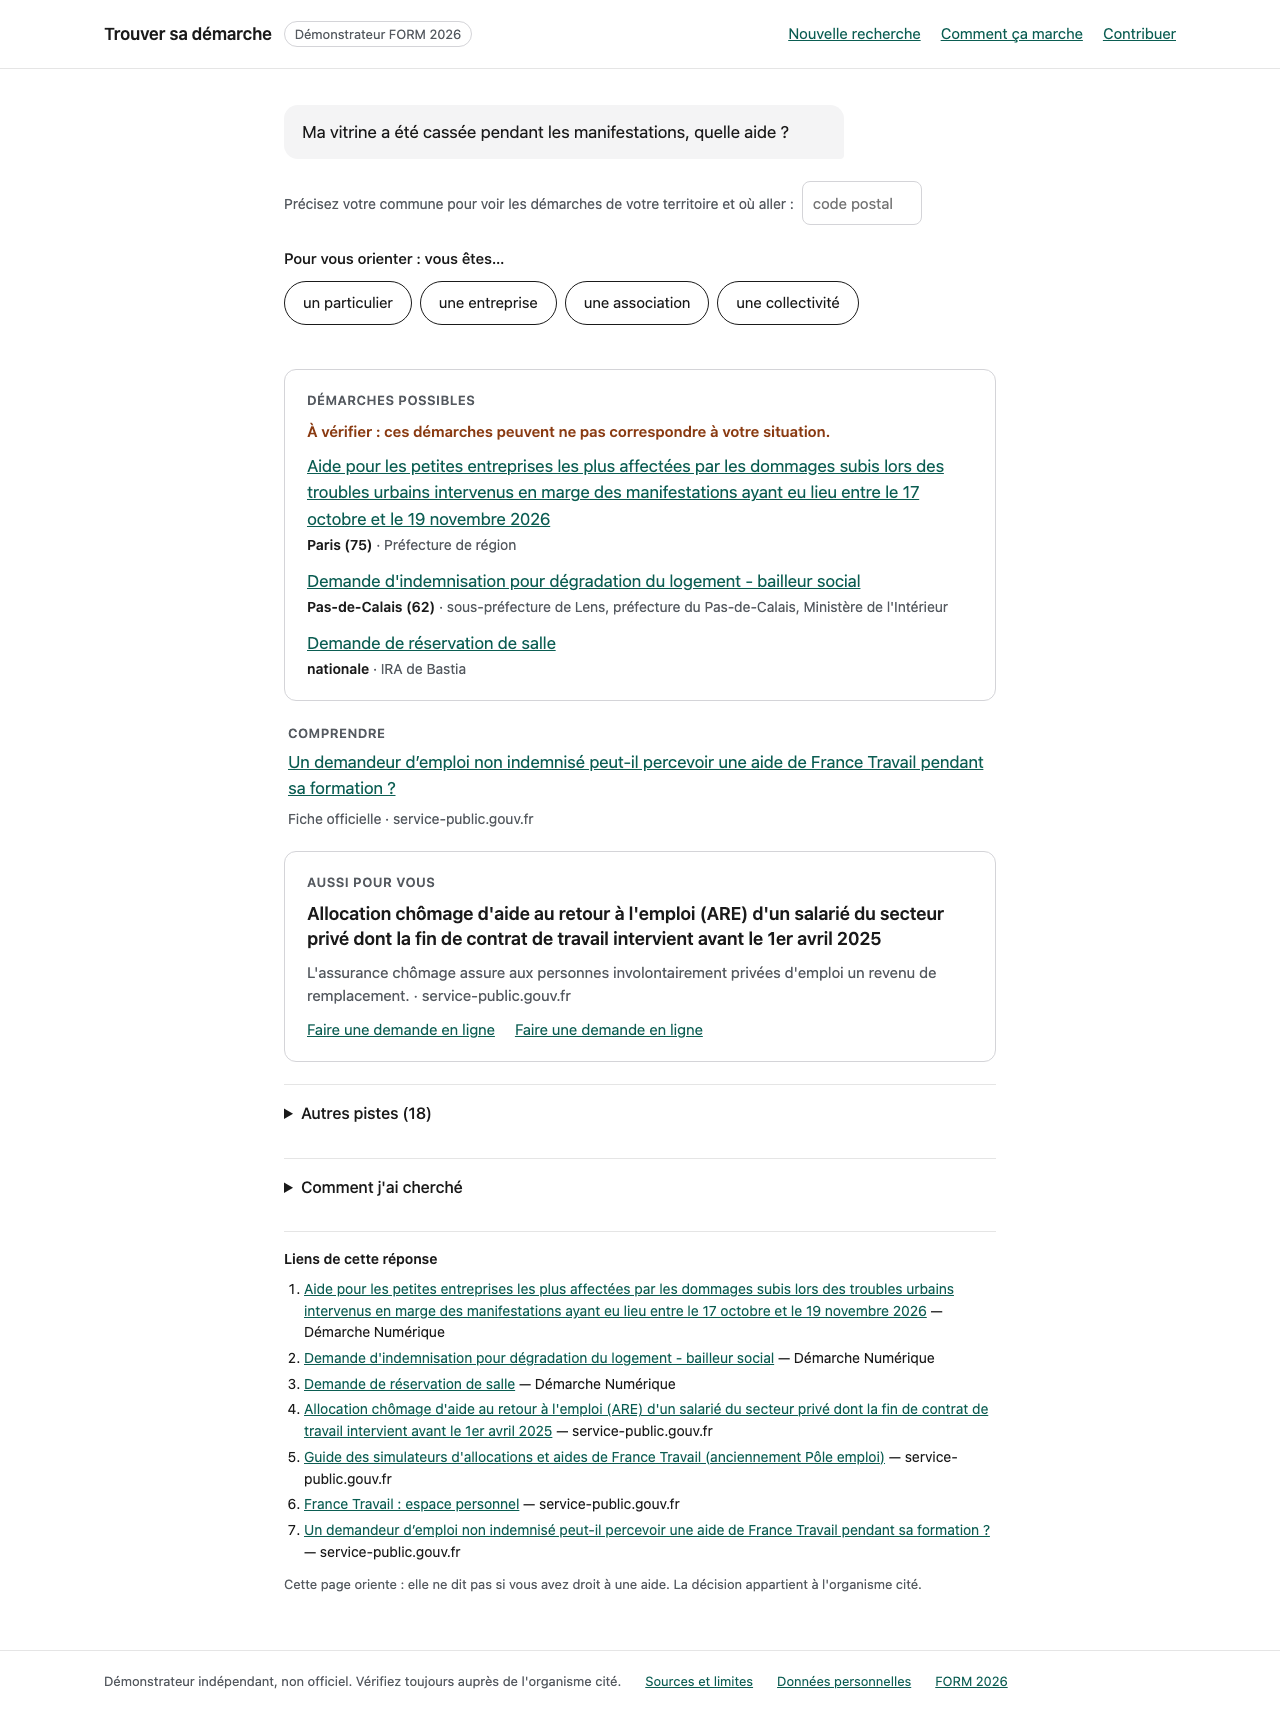 Trouver sa démarche
Démonstrateur FORM 2026
Nouvelle recherche
Comment ça marche
Contribuer
Ma vitrine a été cassée pendant les manifestations, quelle aide ?
Précisez votre commune pour voir les démarches de votre territoire et où aller :
code postal
Pour vous orienter : vous êtes...
un particulier
une entreprise
une association
une collectivité
DÉMARCHES POSSIBLES
À vérifier : ces démarches peuvent ne pas correspondre à votre situation.
Aide pour les petites entreprises les plus affectées par les dommages subis lors des
troubles urbains intervenus en marge des manifestations ayant eu lieu entre le 17
octobre et le 19 novembre 2026
Paris (75) · Préfecture de région
Demande d'indemnisation pour dégradation du logement - bailleur social
Pas-de-Calais (62) · sous-préfecture de Lens, préfecture du Pas-de-Calais, Ministère de l'Intérieur
Demande de réservation de salle
nationale · IRA de Bastia
COMPRENDRE
Un demandeur d’emploi non indemnisé peut-il percevoir une aide de France Travail pendant
sa formation ?
Fiche officielle · service-public.gouv.fr
AUSSI POUR VOUS
Allocation chômage d'aide au retour à l'emploi (ARE) d'un salarié du secteur
privé dont la fin de contrat de travail intervient avant le 1er avril 2025
L'assurance chômage assure aux personnes involontairement privées d'emploi un revenu de
remplacement. · service-public.gouv.fr
Faire une demande en ligne
Faire une demande en ligne
Autres pistes (18)
Comment j'ai cherché
Liens de cette réponse
1. Aide pour les petites entreprises les plus affectées par les dommages subis lors des troubles urbains
intervenus en marge des manifestations ayant eu lieu entre le 17 octobre et le 19 novembre 2026 —
Démarche Numérique
2. Demande d'indemnisation pour dégradation du logement - bailleur social — Démarche Numérique
3. Demande de réservation de salle — Démarche Numérique
4. Allocation chômage d'aide au retour à l'emploi (ARE) d'un salarié du secteur privé dont la fin de contrat de
travail intervient avant le 1er avril 2025 — service-public.gouv.fr
5. Guide des simulateurs d'allocations et aides de France Travail (anciennement Pôle emploi) — service-
public.gouv.fr
6. France Travail : espace personnel — service-public.gouv.fr
7. Un demandeur d’emploi non indemnisé peut-il percevoir une aide de France Travail pendant sa formation ?
— service-public.gouv.fr
Cette page oriente : elle ne dit pas si vous avez droit à une aide. La décision appartient à l'organisme cité.
Démonstrateur indépendant, non officiel. Vérifiez toujours auprès de l'organisme cité.
Sources et limites
Données personnelles
FORM 2026